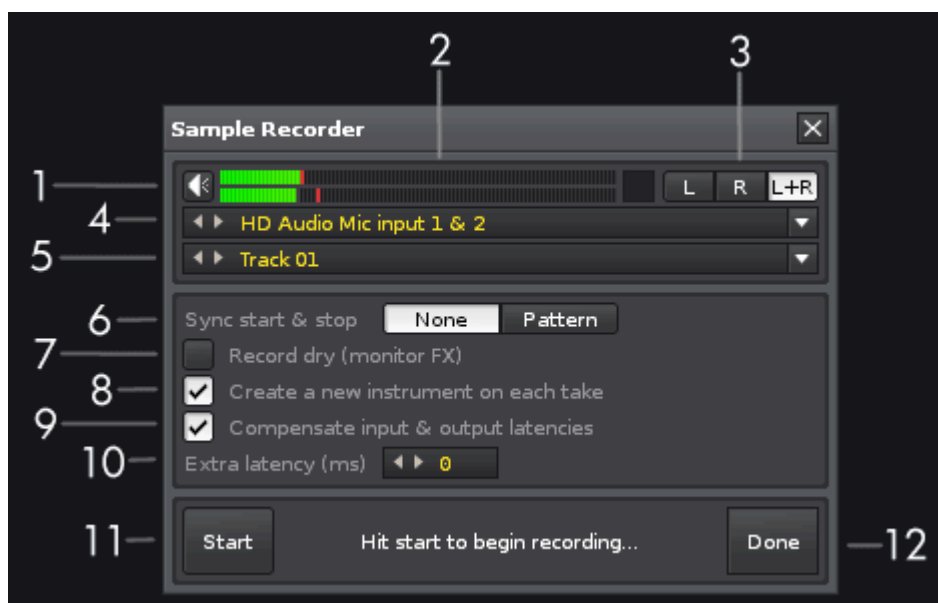 2 3
Sample Recorder
1 L R L+R
4 HD Audio Mic input 1 & 2
5 Track 01
6 Sync start & stop None Pattern
7 Record dry (monitor FX)
8 Create a new instrument on each take
9 Compensate input & output latencies
10 Extra latency (ms) 0
11 Start Hit start to begin recording... Done 12